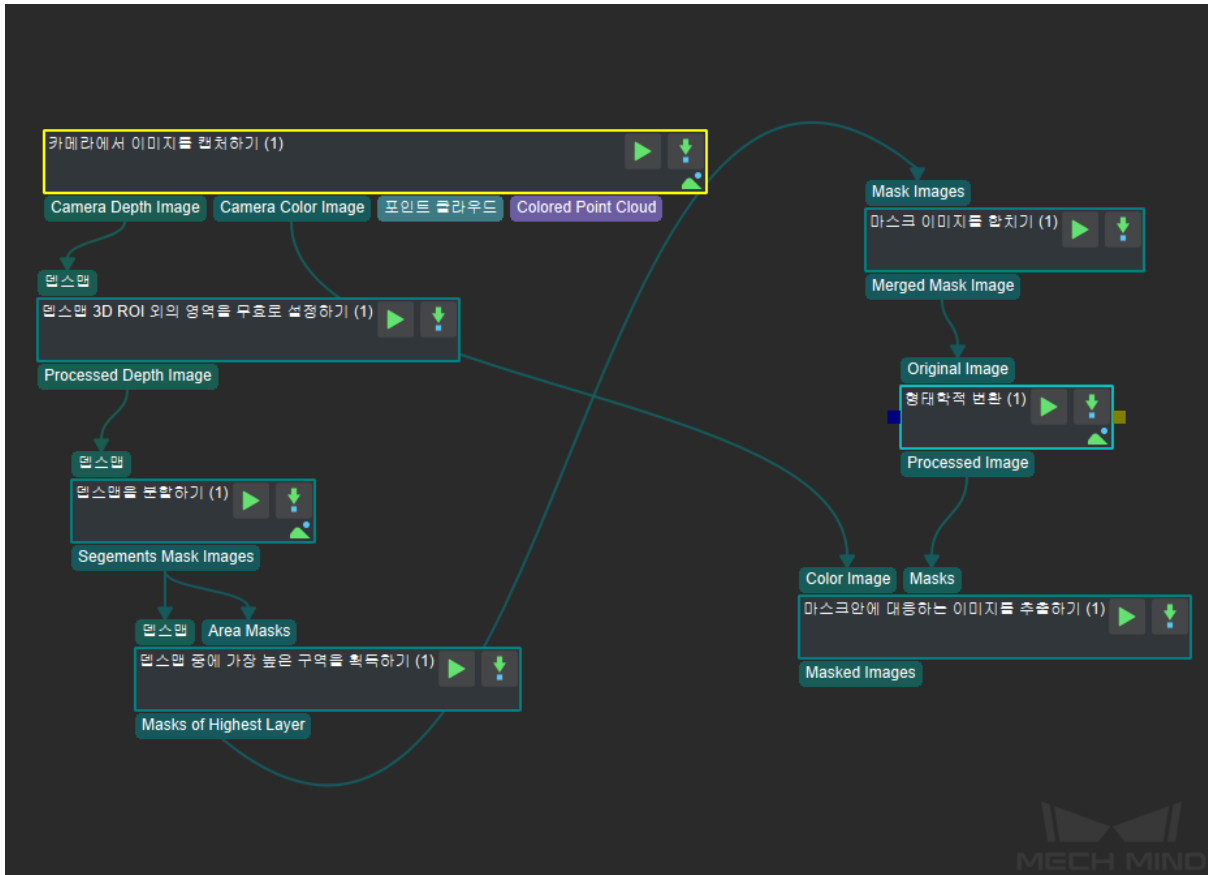 카메라에서 이미지를 캡처하기 (1)
Camera Depth Image
Camera Color Image
포인트 클라우드
Colored Point Cloud
뎁스맵
뎁스맵 3D ROI 외의 영역을 무효로 설정하기 (1)
Processed Depth Image
뎁스맵
뎁스맵을 분할하기 (1)
Segements Mask Images
뎁스맵
Area Masks
뎁스맵 중에 가장 높은 구역을 획득하기 (1)
Masks of Highest Layer
Mask Images
마스크 이미지를 합치기 (1)
Merged Mask Image
Original Image
형태학적 변환 (1)
Processed Image
Color Image
Masks
마스크안에 대응하는 이미지를 추출하기 (1)
Masked Images
MECH MIND